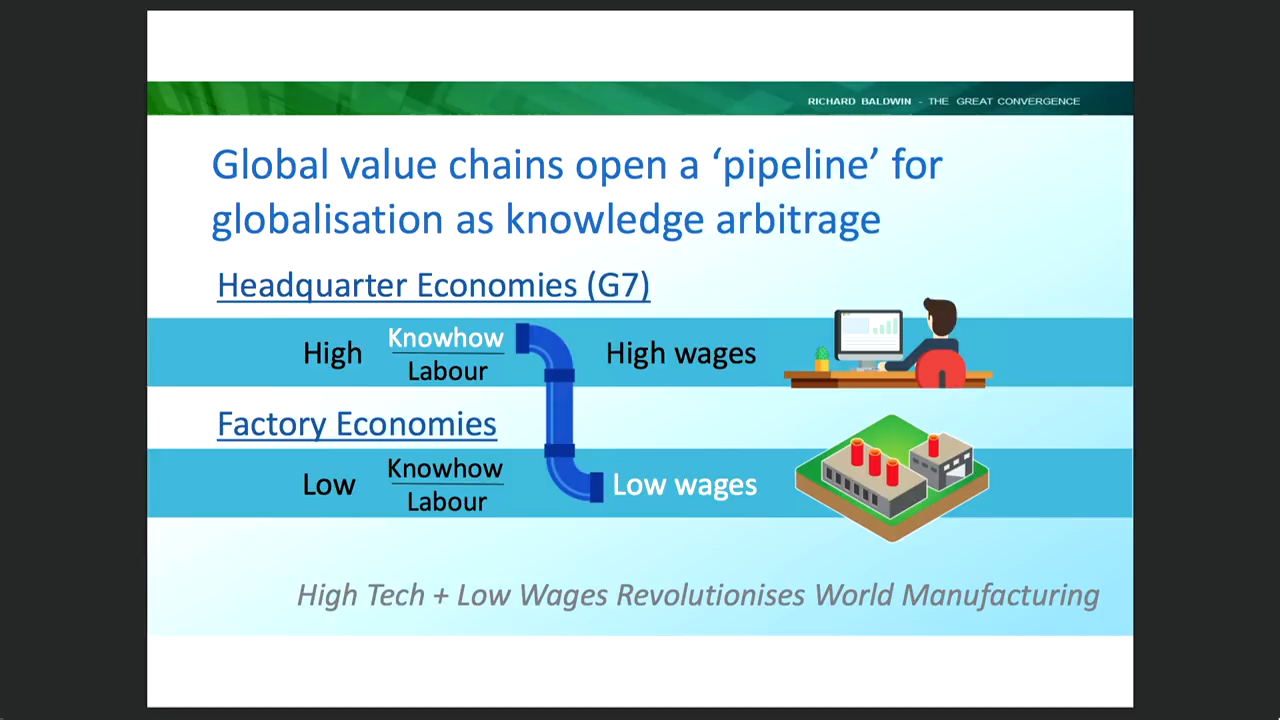 RICHARD BALDWIN - THE GREAT CONVERGENCE
Global value chains open a ‘pipeline’ for
globalisation as knowledge arbitrage
Headquarter Economies (G7)
High
Knowhow
Labour
High wages
Factory Economies
Low
Knowhow
Labour
Low wages
High Tech + Low Wages Revolutionises World Manufacturing